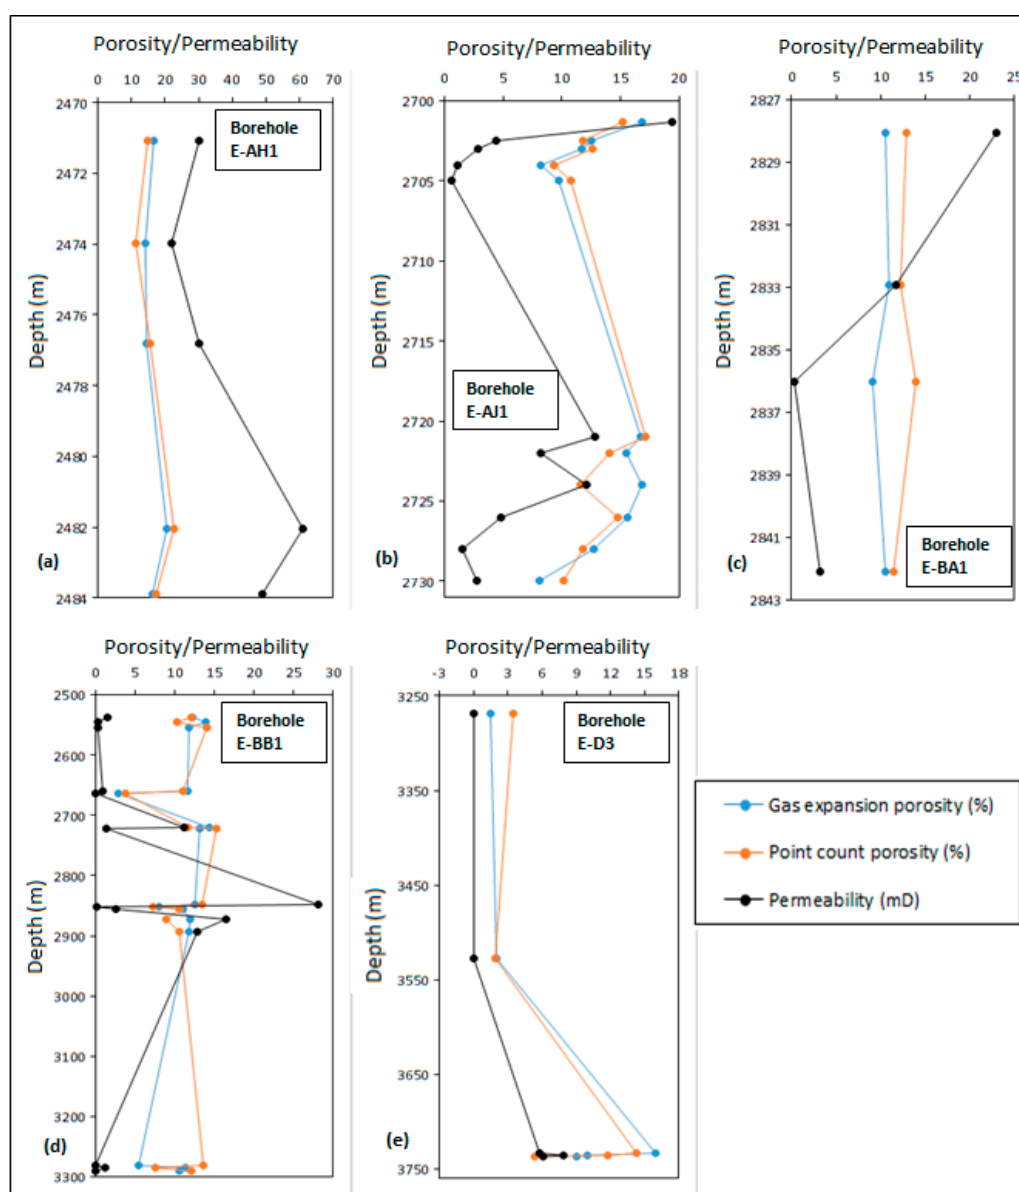 Porosity/Permeability
0 10 20 30 40 50 60 70
2470
2472
2474
2476
2478
2480
2482
2484
Depth (m)
Borehole
E-AH1
(a)
Porosity/Permeability
0 5 10 15 20
2700
2705
2710
2715
2720
2725
2730
Depth (m)
Borehole
E-AJ1
(b)
Porosity/Permeability
0 5 10 15 20 25
2827
2829
2831
2833
2835
2837
2839
2841
2843
Depth (m)
Borehole
E-BA1
(c)
Porosity/Permeability
0 5 10 15 20 25 30
2500
2600
2700
2800
2900
3000
3100
3200
3300
Depth (m)
Borehole
E-BB1
(d)
Porosity/Permeability
-3 0 3 6 9 12 15 18
3250
3350
3450
3550
3650
3750
Depth (m)
Borehole
E-D3
(e)
Gas expansion porosity (%)
Point count porosity (%)
Permeability (mD)